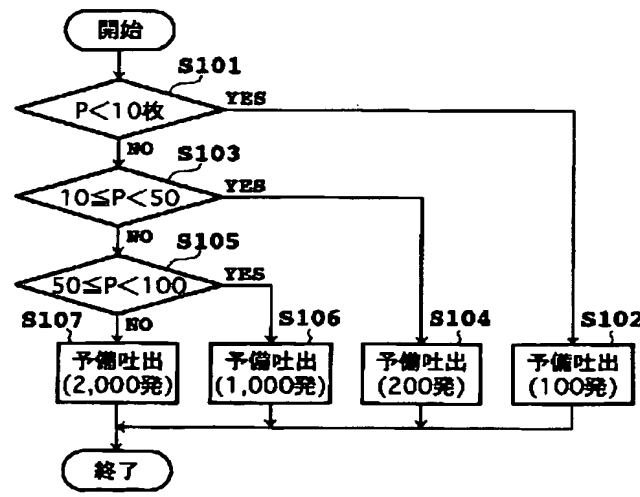 開始
S101
P<10枚
YES
NO
S103
10≦P<50
YES
NO
S105
50≦P<100
YES
NO
S107
S106
S104
S102
予備吐出
(2,000発)
予備吐出
(1,000発)
予備吐出
(200発)
予備吐出
(100発)
終了